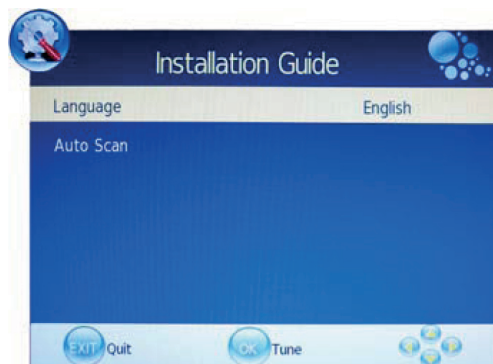 Installation Guide
Language English
Auto Scan
EXIT Quit OK Tune